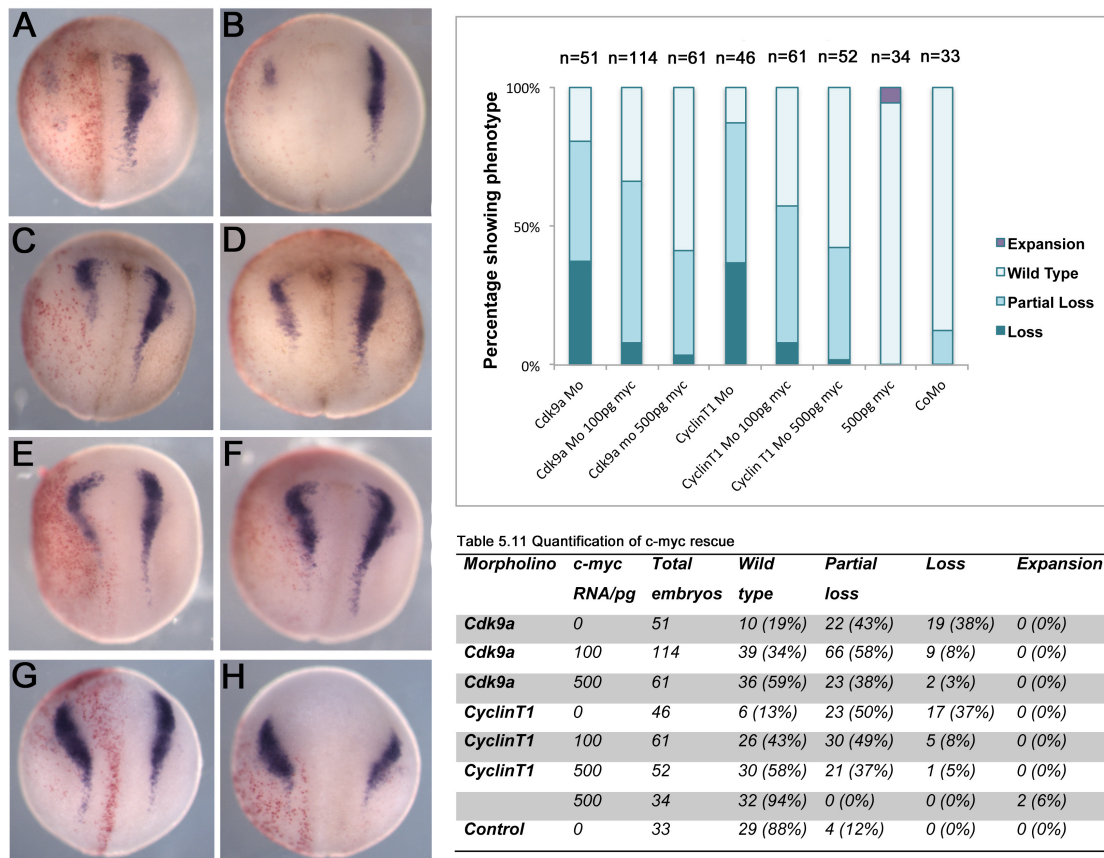 A
B
C
D
E
F
G
H
n=51 n=114 n=61 n=46 n=61 n=52 n=34 n=33
100%
50%
0%
Percentage showing phenotype
Cdk9a Mo
Cdk9a Mo 100pg myc
Cdk9a mo 500pg myc
CyclinT1 Mo
CyclinT1 Mo 100pg myc
Cyclin T1 Mo 500pg myc
500pg myc
CoMo
Expansion
Wild Type
Partial Loss
Loss
Table 5.11 Quantification of c-myc rescue
Morpholino c-myc Total Wild Partial Loss Expansion
RNA/pg embryos type loss
Cdk9a 0 51 10 (19%) 22 (43%) 19 (38%) 0 (0%)
Cdk9a 100 114 39 (34%) 66 (58%) 9 (8%) 0 (0%)
Cdk9a 500 61 36 (59%) 23 (38%) 2 (3%) 0 (0%)
CyclinT1 0 46 6 (13%) 23 (50%) 17 (37%) 0 (0%)
CyclinT1 100 61 26 (43%) 30 (49%) 5 (8%) 0 (0%)
CyclinT1 500 52 30 (58%) 21 (37%) 1 (5%) 0 (0%)
500 34 32 (94%) 0 (0%) 0 (0%) 2 (6%)
Control 0 33 29 (88%) 4 (12%) 0 (0%) 0 (0%)